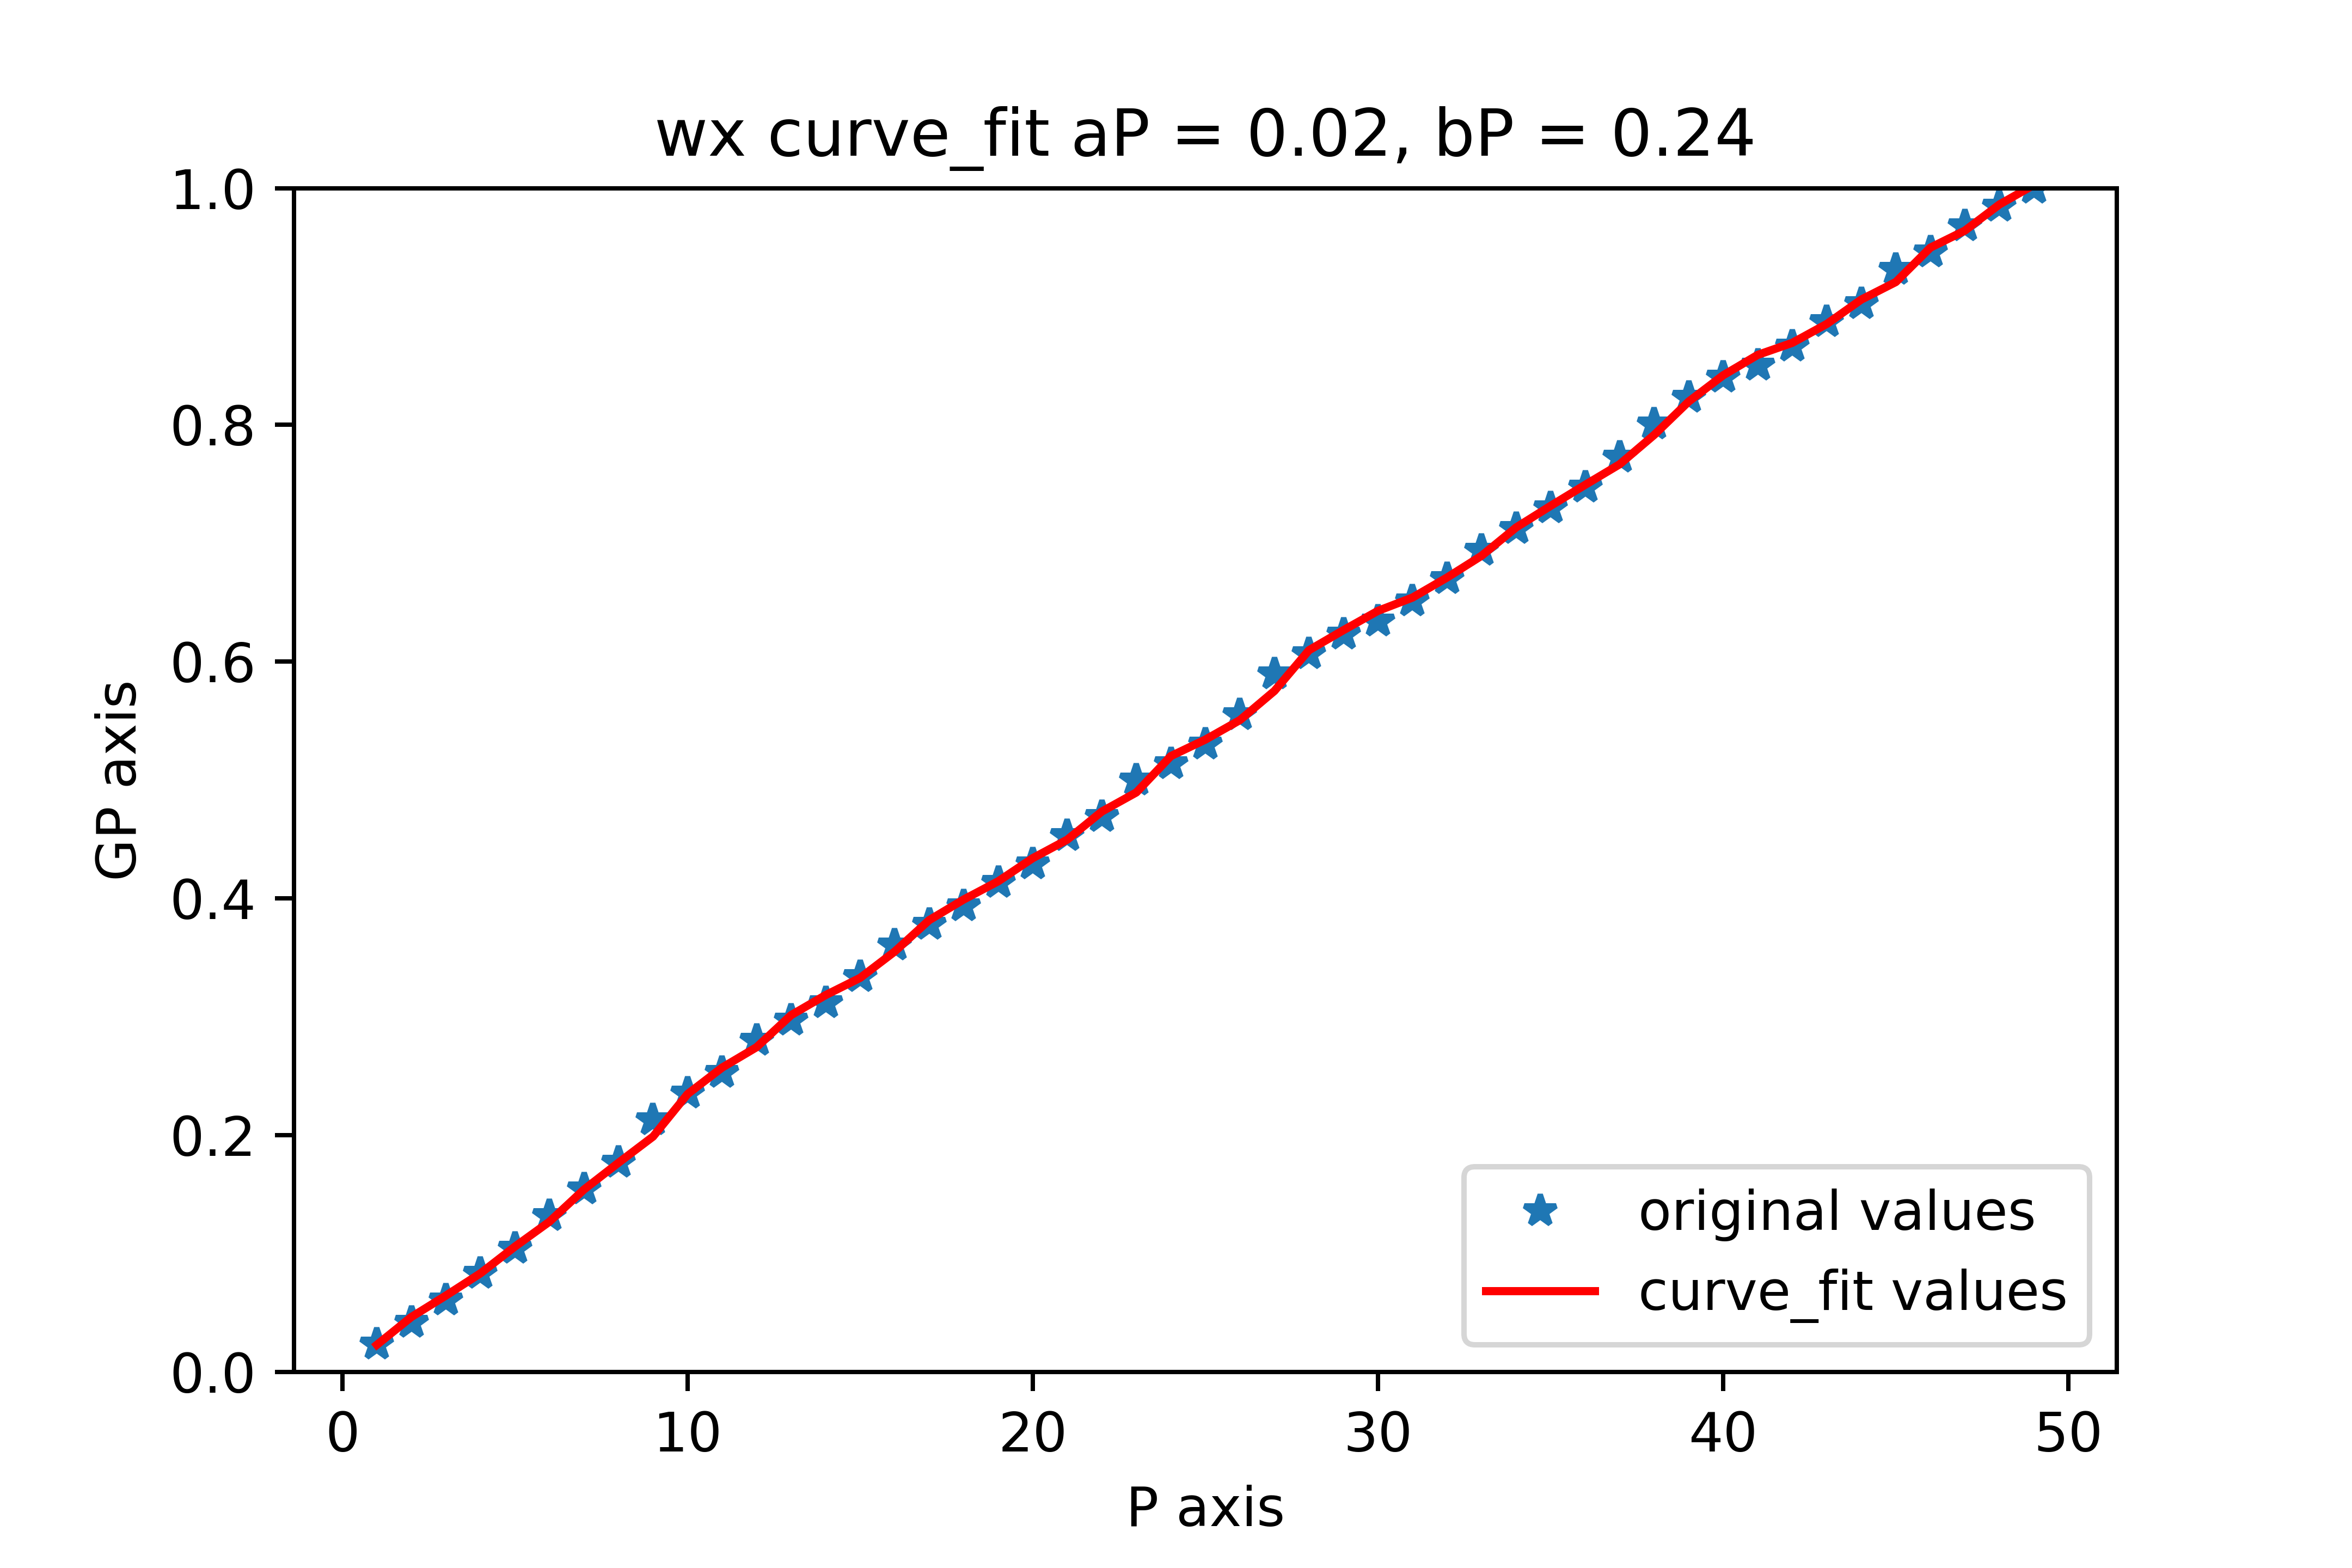 wx curve_fit aP = 0.02, bP = 0.24
1.0
0.8
0.6
0.4
0.2
0.0
GP axis
original values
curve_fit values
0 10 20 30 40 50
P axis